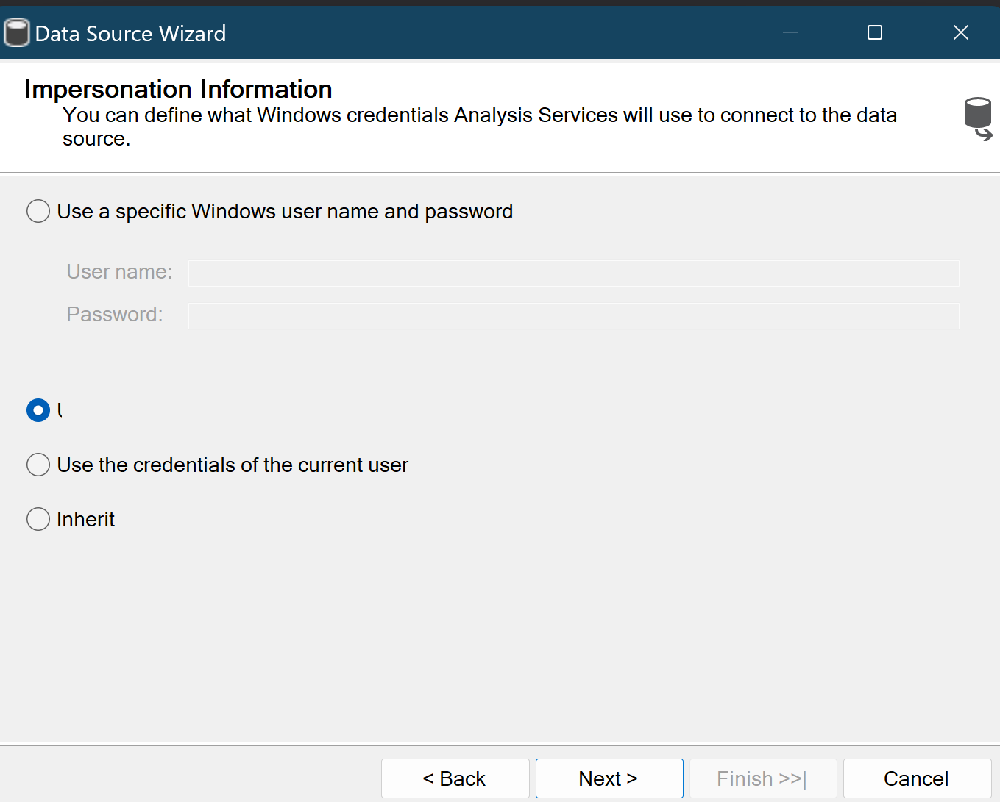 Data Source Wizard
Impersonation Information
You can define what Windows credentials Analysis Services will use to connect to the data
source.
Use a specific Windows user name and password
User name:
Password:
Use the credentials of the current user
Inherit
< Back
Next >
Finish >>|
Cancel